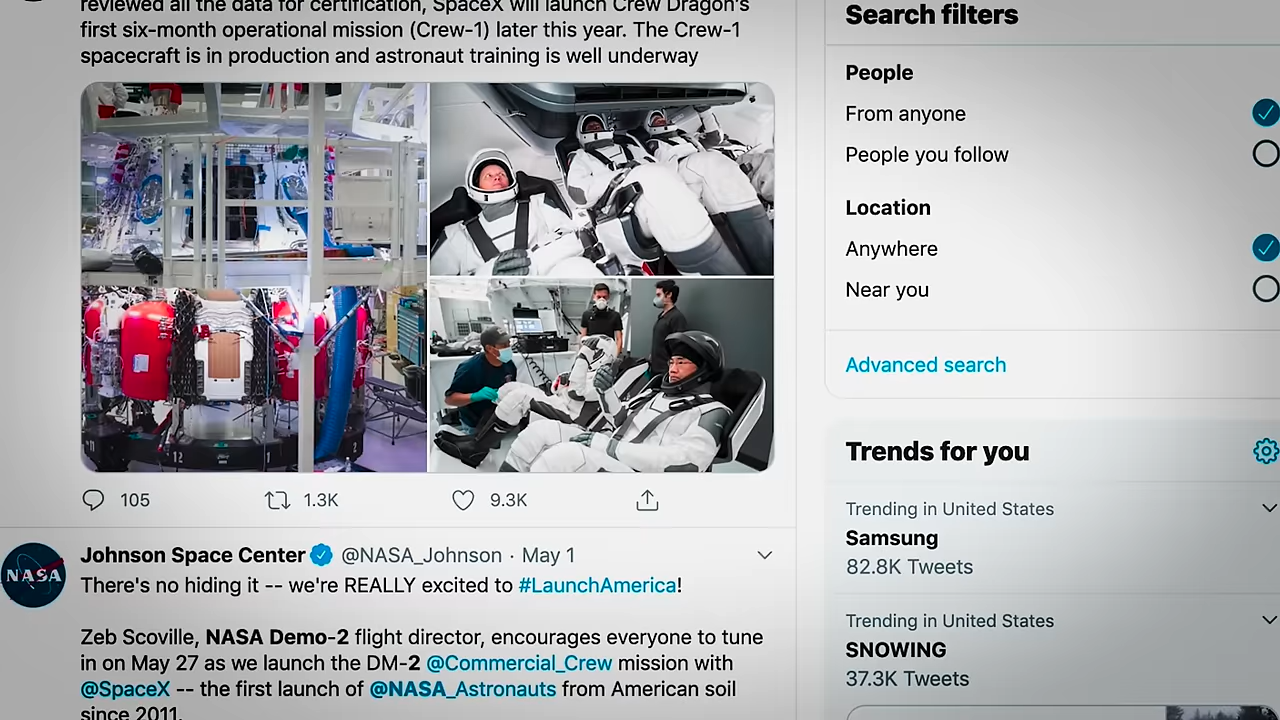 reviewed all the data for certification, SpaceX will launch Crew Dragon's
first six-month operational mission (Crew-1) later this year. The Crew-1
spacecraft is in production and astronaut training is well underway
12
1
2
105
1.3K
9.3K
NASA
Johnson Space Center @NASA_Johnson · May 1
There's no hiding it -- we're REALLY excited to #LaunchAmerica!
Zeb Scoville, NASA Demo-2 flight director, encourages everyone to tune
in on May 27 as we launch the DM-2 @Commercial_Crew mission with
@SpaceX -- the first launch of @NASA_Astronauts from American soil
since 2011.
Search filters
People
From anyone
People you follow
Location
Anywhere
Near you
Advanced search
Trends for you
Trending in United States
Samsung
82.8K Tweets
Trending in United States
SNOWING
37.3K Tweets